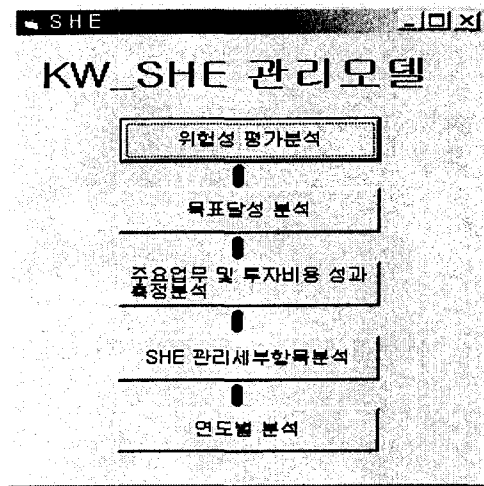 SHE
KW_SHE 관리모델
위험성 평가분석
목표달성 분석
주요업무 및 투자비용 성과
측정분석
SHE 관리세부항목분석
연도별 분석